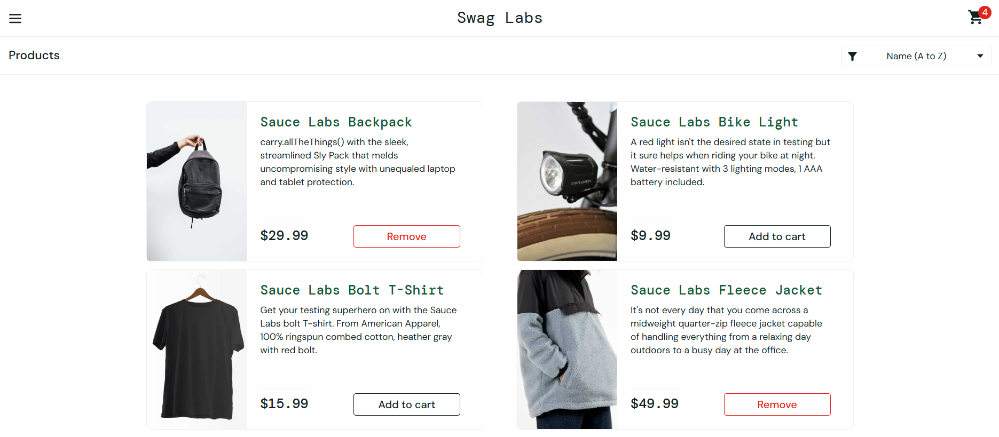 Swag Labs
4
Products
Name (A to Z)
Sauce Labs Backpack
carry.allTheThings() with the sleek,
streamlined Sly Pack that melds
uncompromising style with unequaled laptop
and tablet protection.
$29.99
Remove
Sauce Labs Bike Light
A red light isn't the desired state in testing but
it sure helps when riding your bike at night.
Water-resistant with 3 lighting modes, 1 AAA
battery included.
$9.99
Add to cart
STAR UNION
Sauce Labs Bolt T-Shirt
Get your testing superhero on with the Sauce
Labs bolt T-shirt. From American Apparel,
100% ringspun combed cotton, heather gray
with red bolt.
$15.99
Add to cart
Sauce Labs Fleece Jacket
It's not every day that you come across a
midweight quarter-zip fleece jacket capable
of handling everything from a relaxing day
outdoors to a busy day at the office.
$49.99
Remove